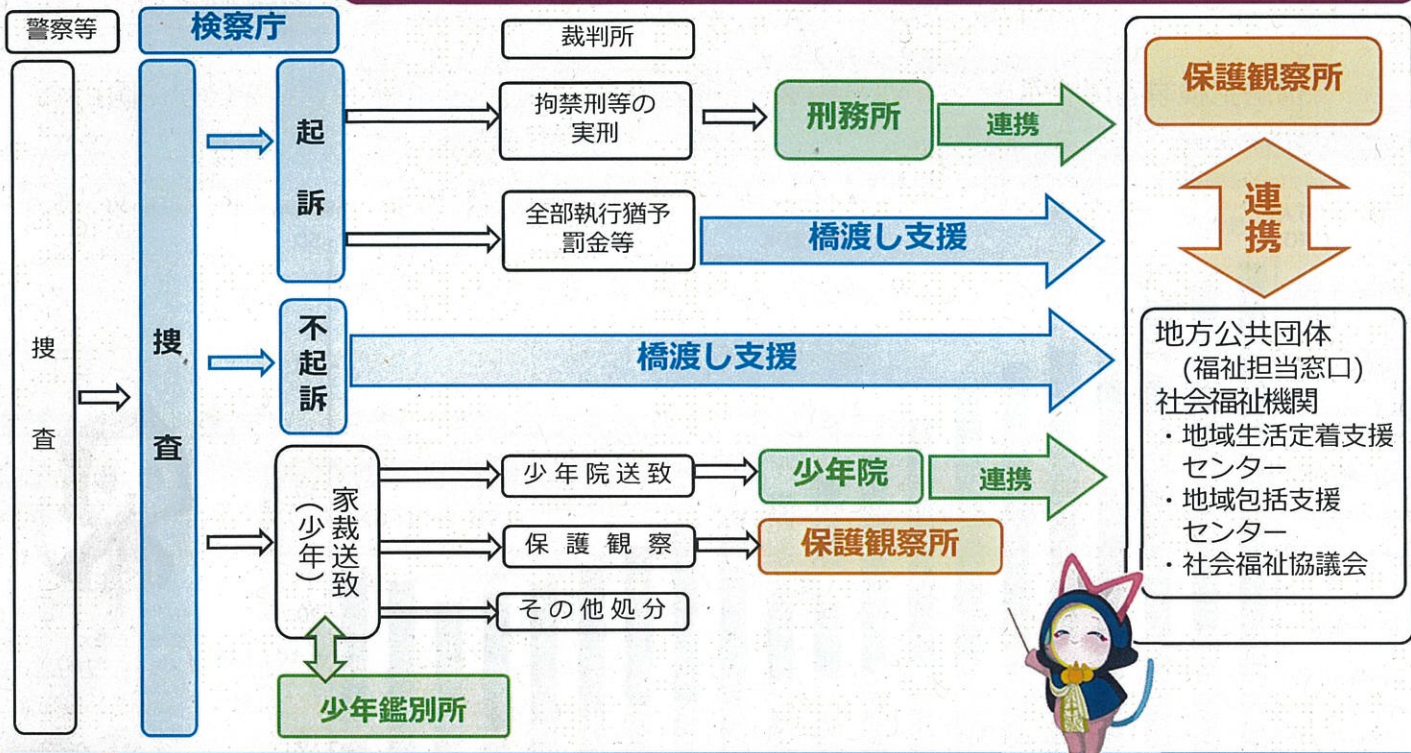 警察等
捜査
検察庁
捜査
起訴
不起訴
家裁送致
(少年)
少年鑑別所
裁判所
拘禁刑等の
実刑
刑務所
連携
全部執行猶予
罰金等
橋渡し支援
橋渡し支援
少年院送致
少年院
連携
保護観察
保護観察所
その他処分
保護観察所
連携
地方公共団体
(福祉担当窓口)
社会福祉機関
・地域生活定着支援
センター
・地域包括支援
センター
・社会福祉協議会